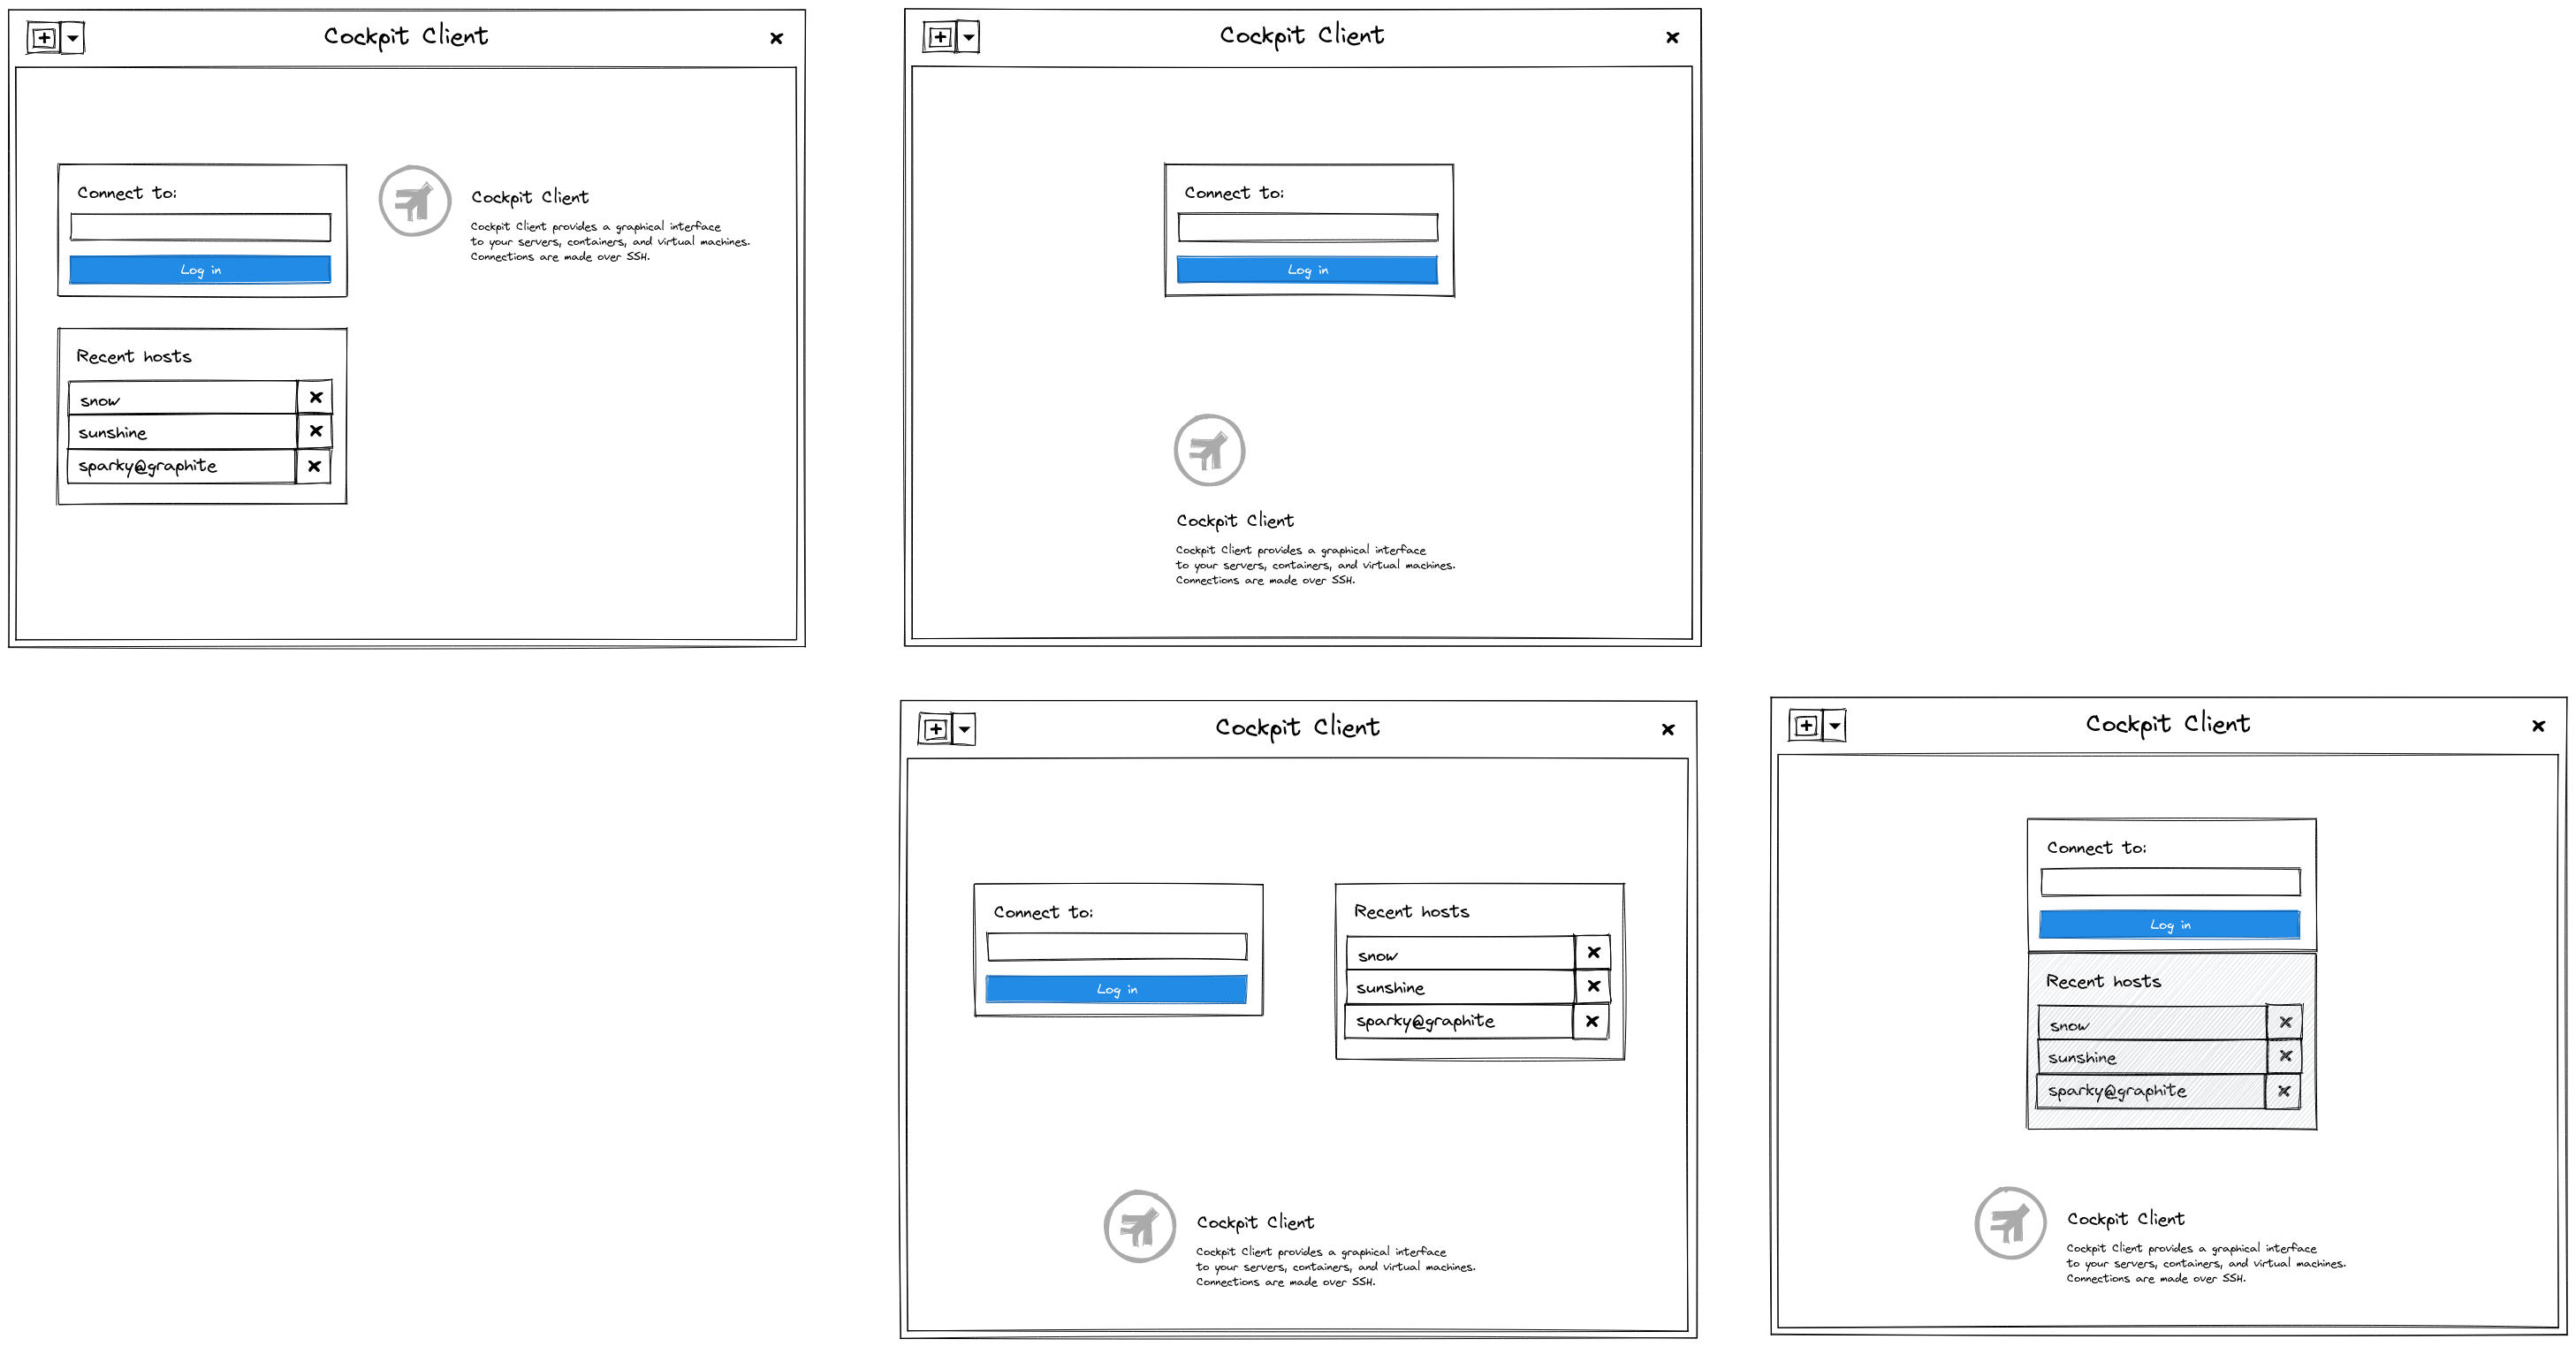 Cockpit Client
Connect to:
Log in
Recent hosts
snow
sunshine
sparky@graphite
Cockpit Client
Cockpit Client provides a graphical interface
to your servers, containers, and virtual machines.
Connections are made over SSH.
Cockpit Client
Connect to:
Log in
Cockpit Client
Cockpit Client provides a graphical interface
to your servers, containers, and virtual machines.
Connections are made over SSH.
Cockpit Client
Connect to:
Log in
Recent hosts
snow
sunshine
sparky@graphite
Cockpit Client
Cockpit Client provides a graphical interface
to your servers, containers, and virtual machines.
Connections are made over SSH.
Cockpit Client
Connect to:
Log in
Recent hosts
snow
sunshine
sparky@graphite
Cockpit Client
Cockpit Client provides a graphical interface
to your servers, containers, and virtual machines.
Connections are made over SSH.